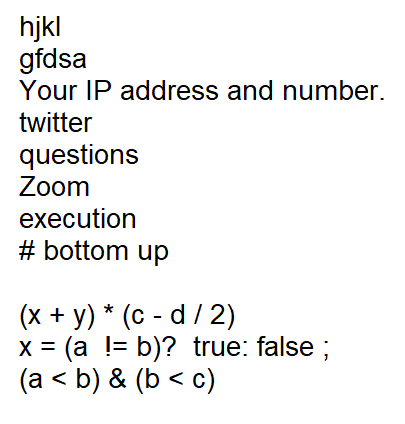 hjkl
gfdsa
Your IP address and number.
twitter
questions
Zoom
execution
# bottom up

(x + y) * (c - d / 2)
x = (a  != b)?  true: false ;
(a < b) & (b < c)